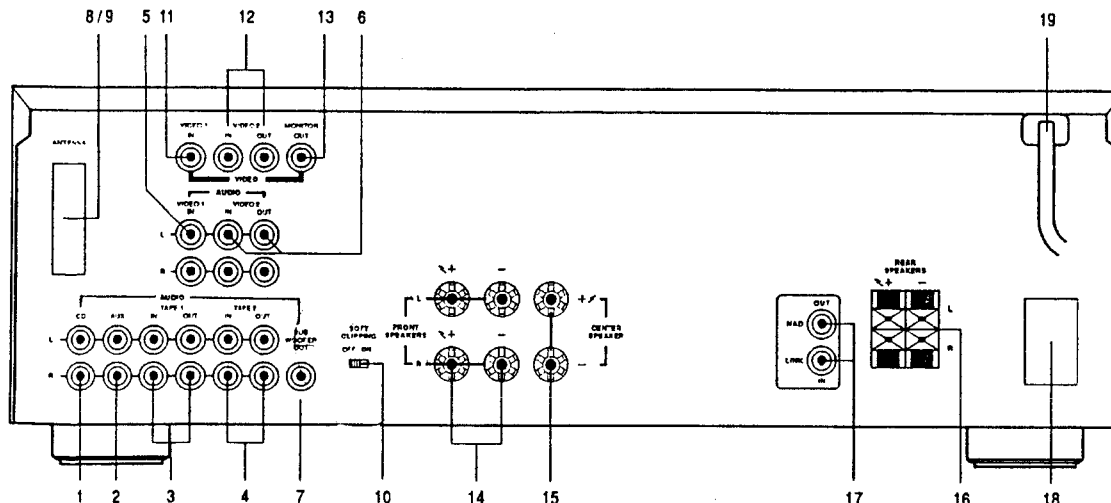 8/9 5 11 12 13 6 19
VIDEO 1 VIDEO 2 MONITOR
IN IN OUT OUT
ANTENNA
VIDEO
AUDIO
VIDEO 1 VIDEO 2
IN IN OUT
L
R
AUDIO
TAPE 1 TAPE 2
CD AUX IN OUT IN OUT
SUB
WOOFER
OUT
L
R
SOFT
CLIPPING
OFF ON
+ −
L
FRONT
SPEAKERS
+ −
R
+
CENTER
SPEAKER
−
OUT
NAD
LINK
IN
REAR
SPEAKERS
+ −
L
R
1 2 3 4 7 10 14 15 17 16 18